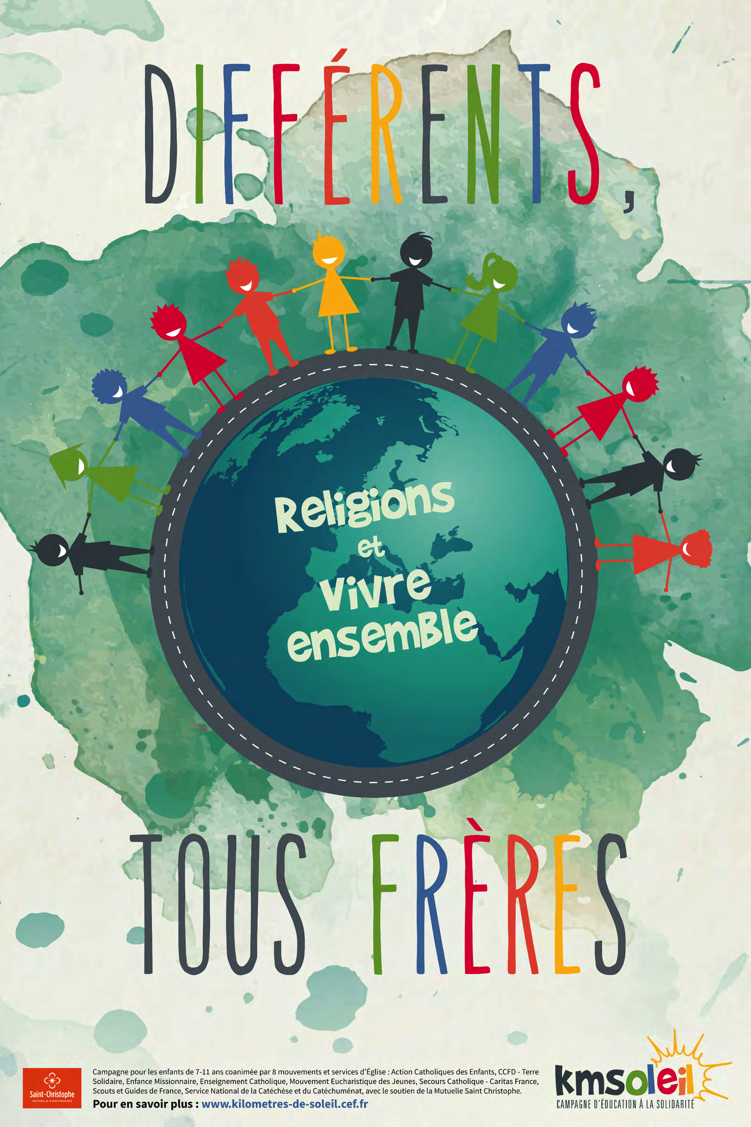 DIFFÉRENTS,
Religions
et
Vivre
ensemble
TOUS FRÈRES
Saint-Christophe
MUTUELLE D'ASSURANCES
Campagne pour les enfants de 7-11 ans coanimée par 8 mouvements et services d'Église : Action Catholiques des Enfants, CCFD - Terre
Solidaire, Enfance Missionnaire, Enseignement Catholique, Mouvement Eucharistique des Jeunes, Secours Catholique - Caritas France,
Scouts et Guides de France, Service National de la Catéchèse et du Catéchuménat, avec le soutien de la Mutuelle Saint Christophe.
Pour en savoir plus : www.kilometres-de-soleil.cef.fr
kmsoleil
CAMPAGNE D'ÉDUCATION À LA SOLIDARITÉ